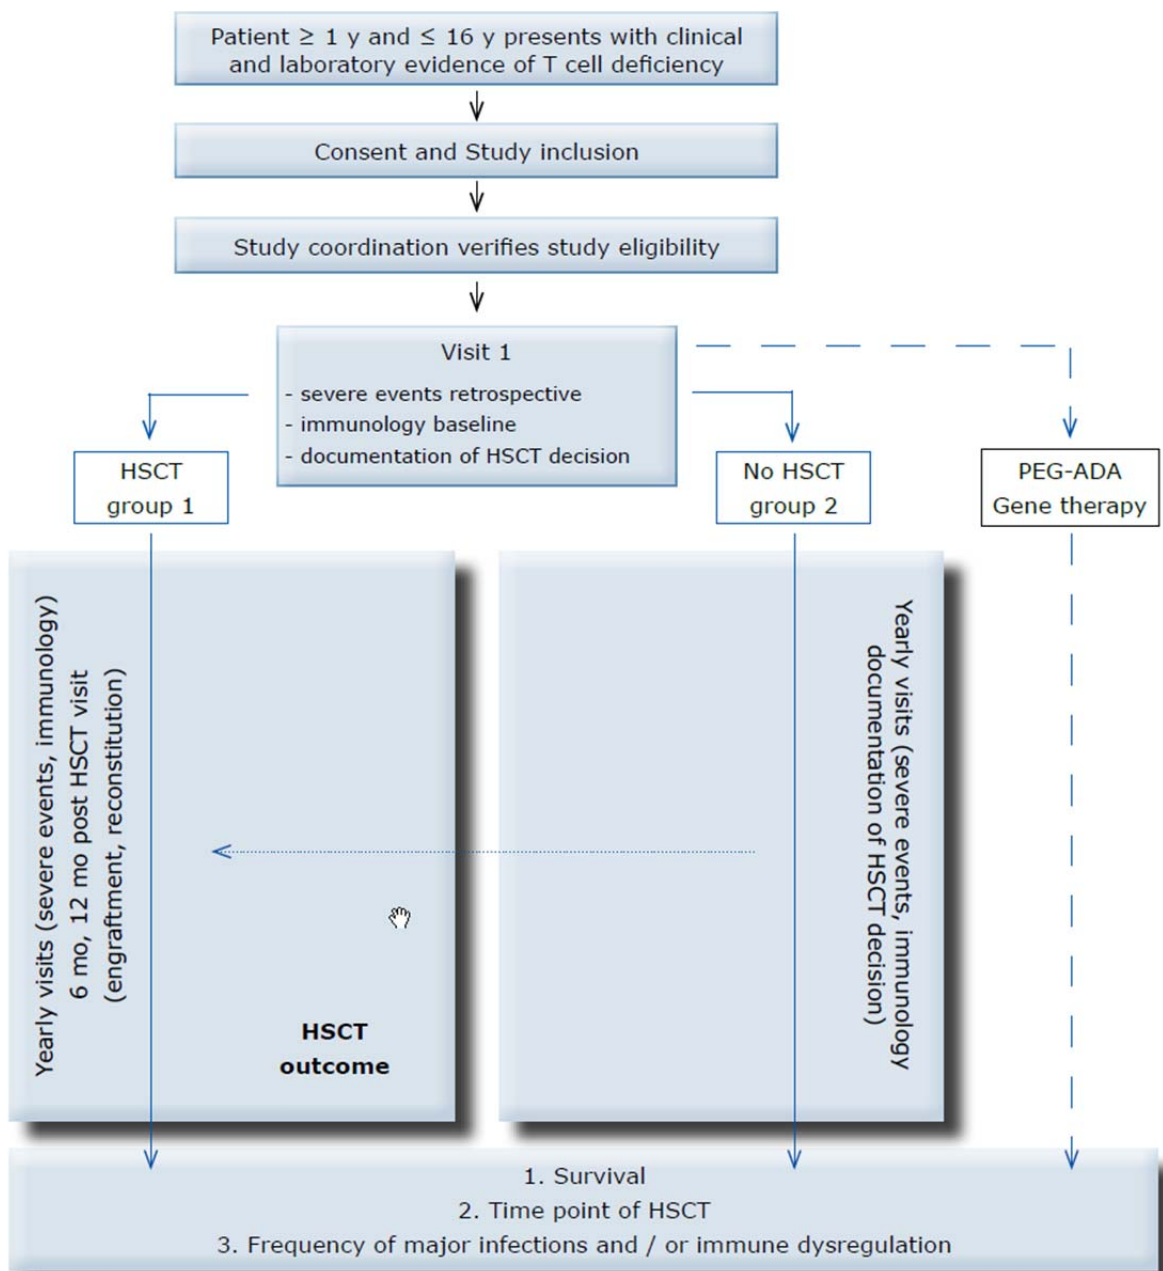 Patient ≥ 1 y and ≤ 16 y presents with clinical
and laboratory evidence of T cell deficiency
Consent and Study inclusion
Study coordination verifies study eligibility
Visit 1
- severe events retrospective
- immunology baseline
- documentation of HSCT decision
HSCT
group 1
No HSCT
group 2
PEG-ADA
Gene therapy
Yearly visits (severe events, immunology)
6 mo, 12 mo post HSCT visit
(engraftment, reconstitution)
HSCT
outcome
Yearly visits (severe events, immunology
documentation of HSCT decision)
1. Survival
2. Time point of HSCT
3. Frequency of major infections and / or immune dysregulation